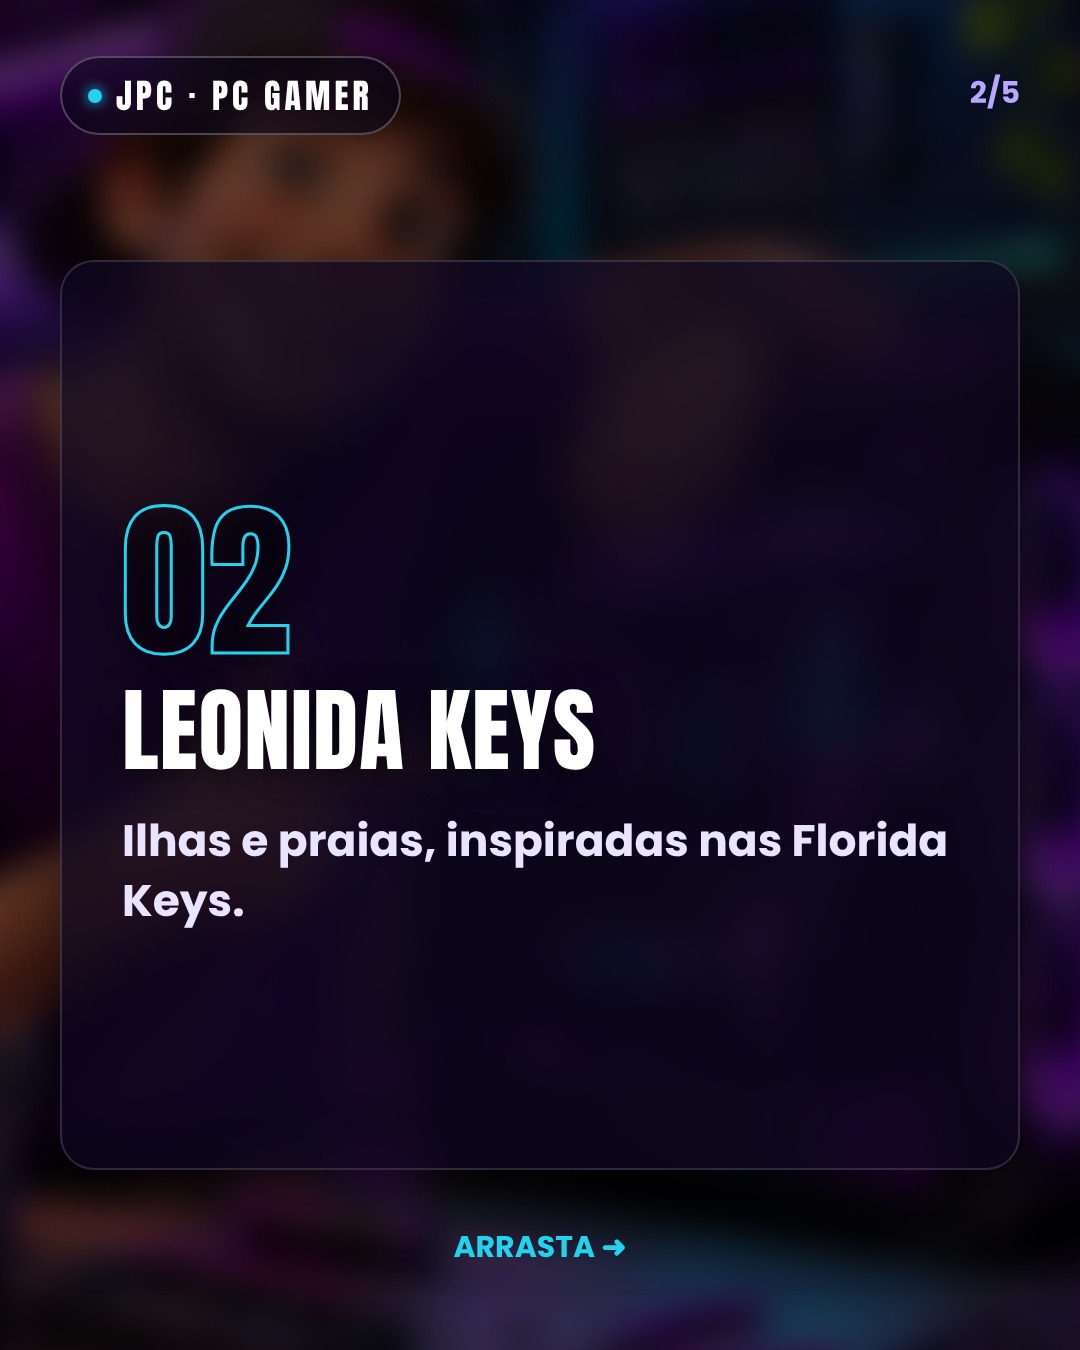 JPC · PC GAMER
2/5
02
LEONIDA KEYS
Ilhas e praias, inspiradas nas Florida
Keys.
ARRASTA →